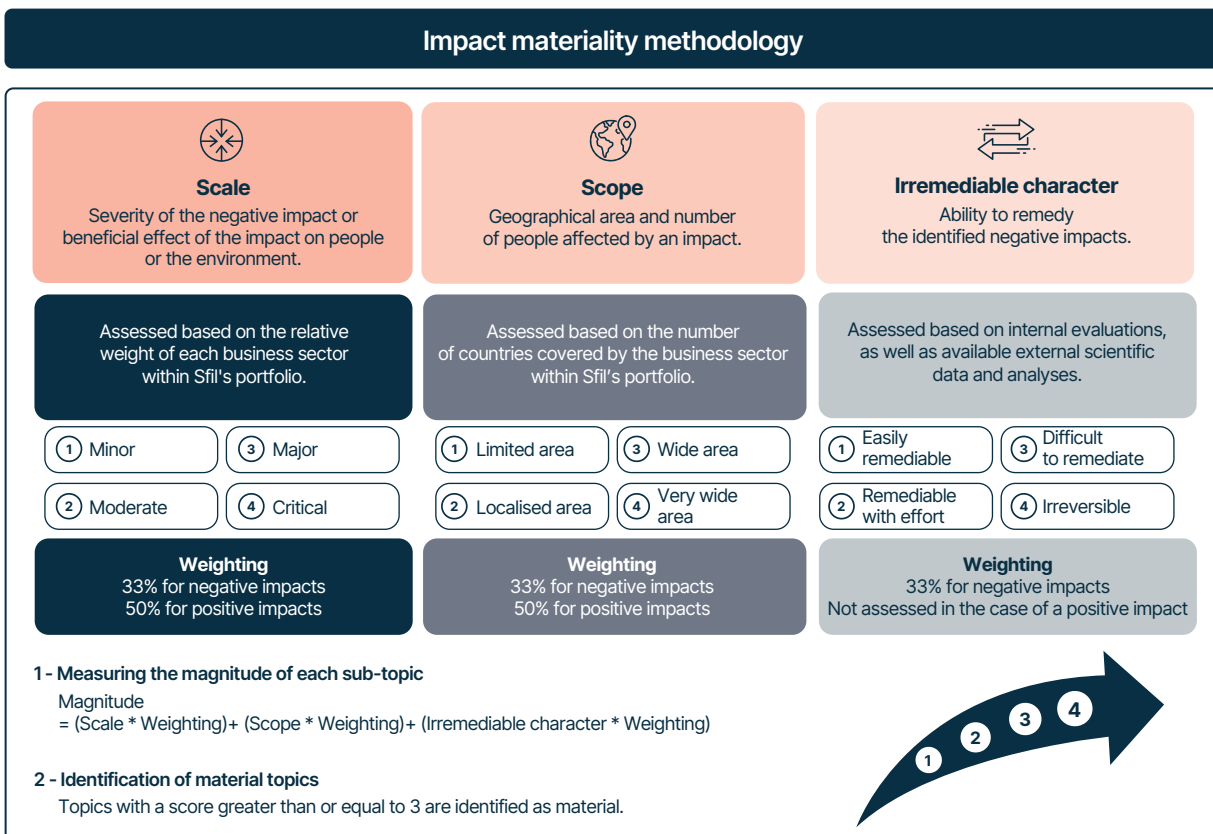 Impact materiality methodology
Scale
Severity of the negative impact or
beneficial effect of the impact on people
or the environment.
Scope
Geographical area and number
of people affected by an impact.
Irremediable character
Ability to remedy
the identified negative impacts.
Assessed based on the relative
weight of each business sector
within Sfil's portfolio.
Assessed based on the number
of countries covered by the business sector
within Sfil’s portfolio.
Assessed based on internal evaluations,
as well as available external scientific
data and analyses.
1 Minor
3 Major
2 Moderate
4 Critical
1 Limited area
3 Wide area
2 Localised area
4 Very wide
area
1 Easily
remediable
3 Difficult
to remediate
2 Remediable
with effort
4 Irreversible
Weighting
33% for negative impacts
50% for positive impacts
Weighting
33% for negative impacts
50% for positive impacts
Weighting
33% for negative impacts
Not assessed in the case of a positive impact
1 - Measuring the magnitude of each sub-topic
Magnitude
= (Scale * Weighting)+ (Scope * Weighting)+ (Irremediable character * Weighting)
2 - Identification of material topics
Topics with a score greater than or equal to 3 are identified as material.
1
2
3
4